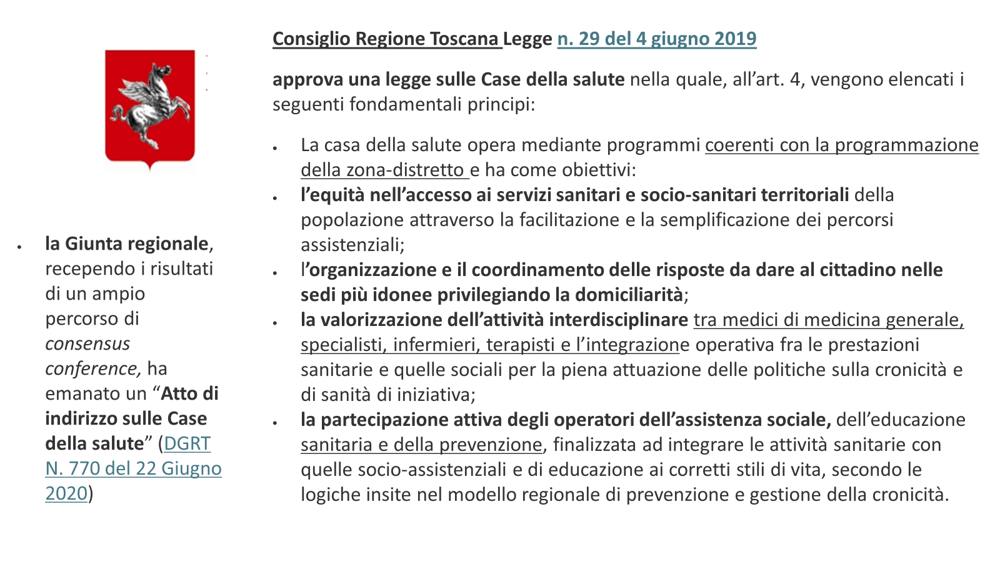 Consiglio Regione Toscana Legge n. 29 del 4 giugno 2019
approva una legge sulle Case della salute nella quale, all’art. 4, vengono elencati i
seguenti fondamentali principi:
• La casa della salute opera mediante programmi coerenti con la programmazione
della zona-distretto e ha come obiettivi:
• l’equità nell’accesso ai servizi sanitari e socio-sanitari territoriali della
popolazione attraverso la facilitazione e la semplificazione dei percorsi
assistenziali;
• l’organizzazione e il coordinamento delle risposte da dare al cittadino nelle
sedi più idonee privilegiando la domiciliarità;
• la valorizzazione dell’attività interdisciplinare tra medici di medicina generale,
specialisti, infermieri, terapisti e l’integrazione operativa fra le prestazioni
sanitarie e quelle sociali per la piena attuazione delle politiche sulla cronicità e
di sanità di iniziativa;
• la partecipazione attiva degli operatori dell’assistenza sociale, dell’educazione
sanitaria e della prevenzione, finalizzata ad integrare le attività sanitarie con
quelle socio-assistenziali e di educazione ai corretti stili di vita, secondo le
logiche insite nel modello regionale di prevenzione e gestione della cronicità.
• la Giunta regionale,
recependo i risultati
di un ampio
percorso di
consensus
conference, ha
emanato un “Atto di
indirizzo sulle Case
della salute” (DGRT
N. 770 del 22 Giugno
2020)